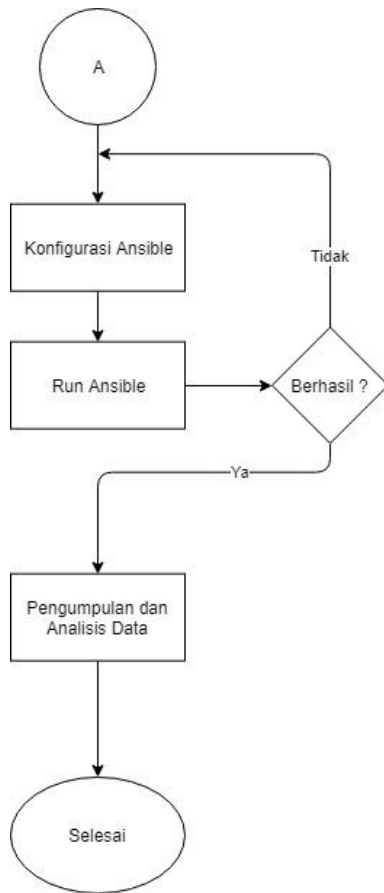 A
Konfigurasi Ansible
Tidak
Run Ansible
Berhasil ?
Ya
Pengumpulan dan
Analisis Data
Selesai